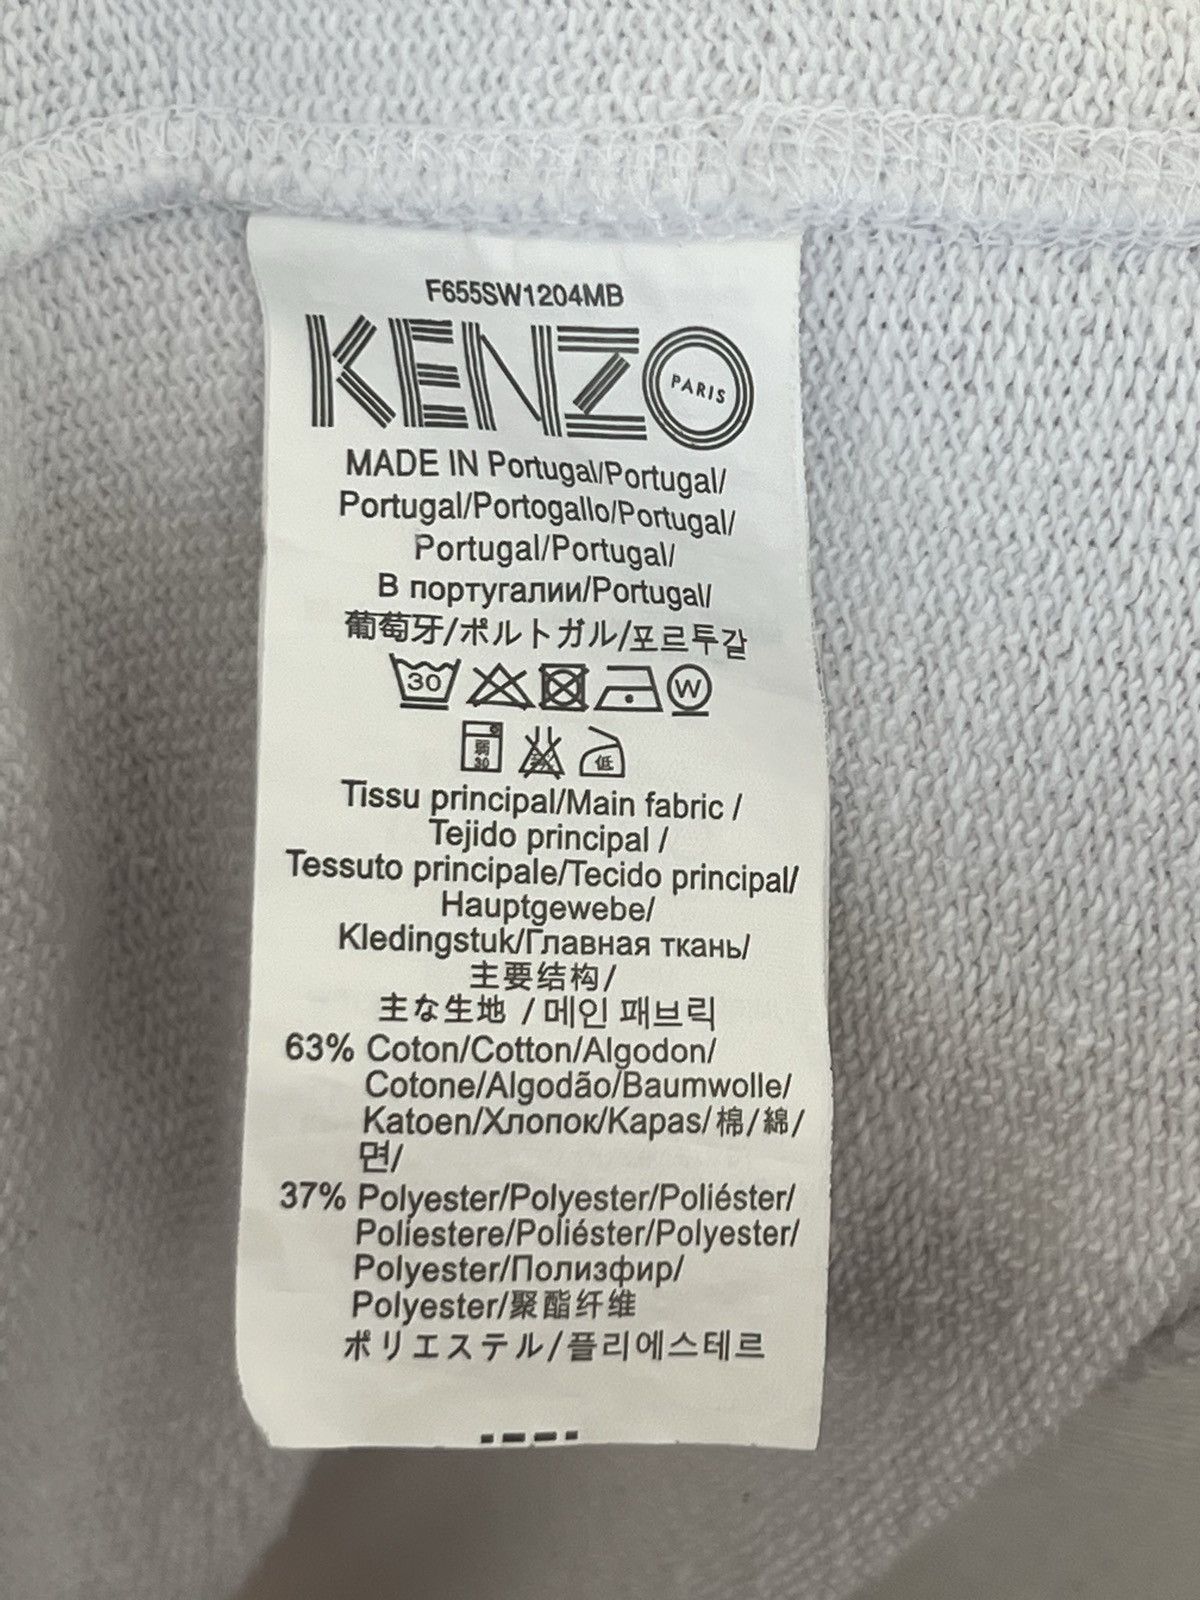 F655SW1204MB
KENZO PARIS
MADE IN Portugal/Portugal/
Portugal/Portogallo/Portugal/
Portugal/Portugal/
В португалии/Portugal/
葡萄牙/ポルトガル/포르투갈
30 W
弱 30 低
Tissu principal/Main fabric /
Tejido principal /
Tessuto principale/Tecido principal/
Hauptgewebe/
Kledingstuk/Главная ткань/
主要结构/
主な生地 / 메인 패브릭
63% Coton/Cotton/Algodon/
Cotone/Algodão/Baumwolle/
Katoen/Хлопок/Kapas/棉/綿/
면/
37% Polyester/Polyester/Poliéster/
Poliestere/Poliéster/Polyester/
Polyester/Полизфир/
Polyester/聚酯纤维
ポリエステル/플리에스테르